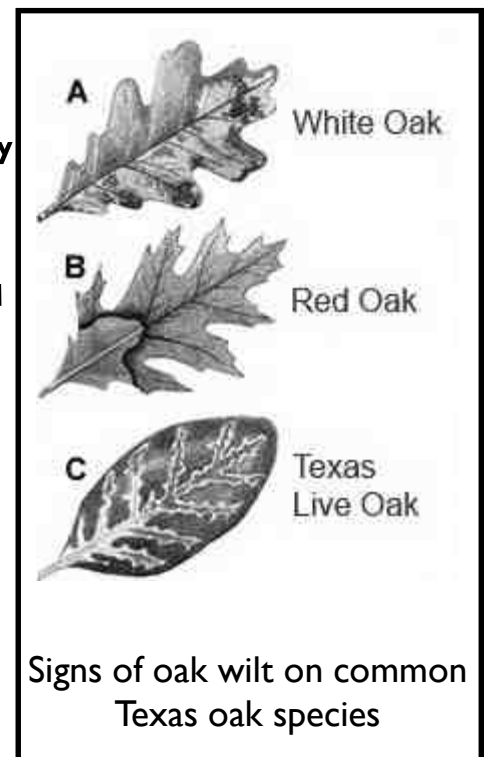 A
White Oak
y
B
Red Oak
C
Texas
Live Oak
Signs of oak wilt on common
Texas oak species